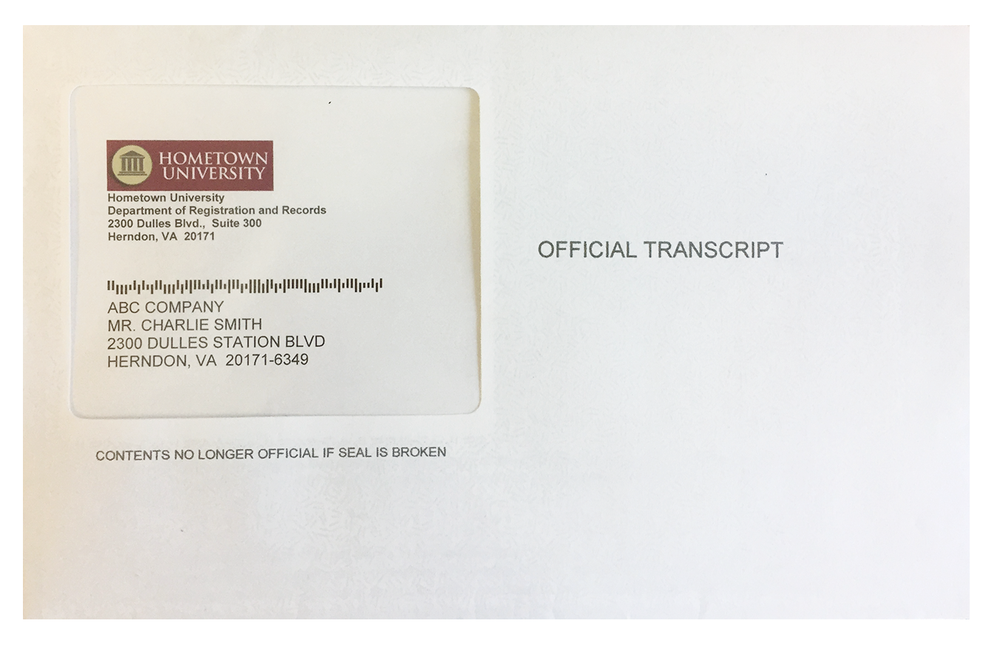 HOMETOWN
UNIVERSITY
Hometown University
Department of Registration and Records
2300 Dulles Blvd., Suite 300
Herndon, VA 20171
ABC COMPANY
MR. CHARLIE SMITH
2300 DULLES STATION BLVD
HERNDON, VA 20171-6349
CONTENTS NO LONGER OFFICIAL IF SEAL IS BROKEN
OFFICIAL TRANSCRIPT